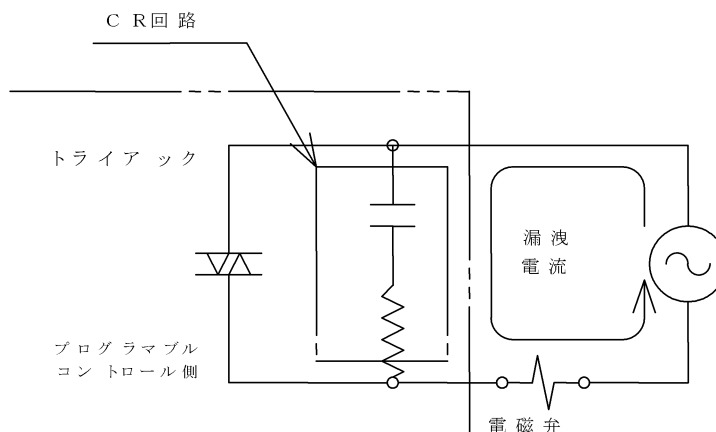 CR回路
トライアック
漏洩
電流
プログラマブル
コントロール側
電磁弁